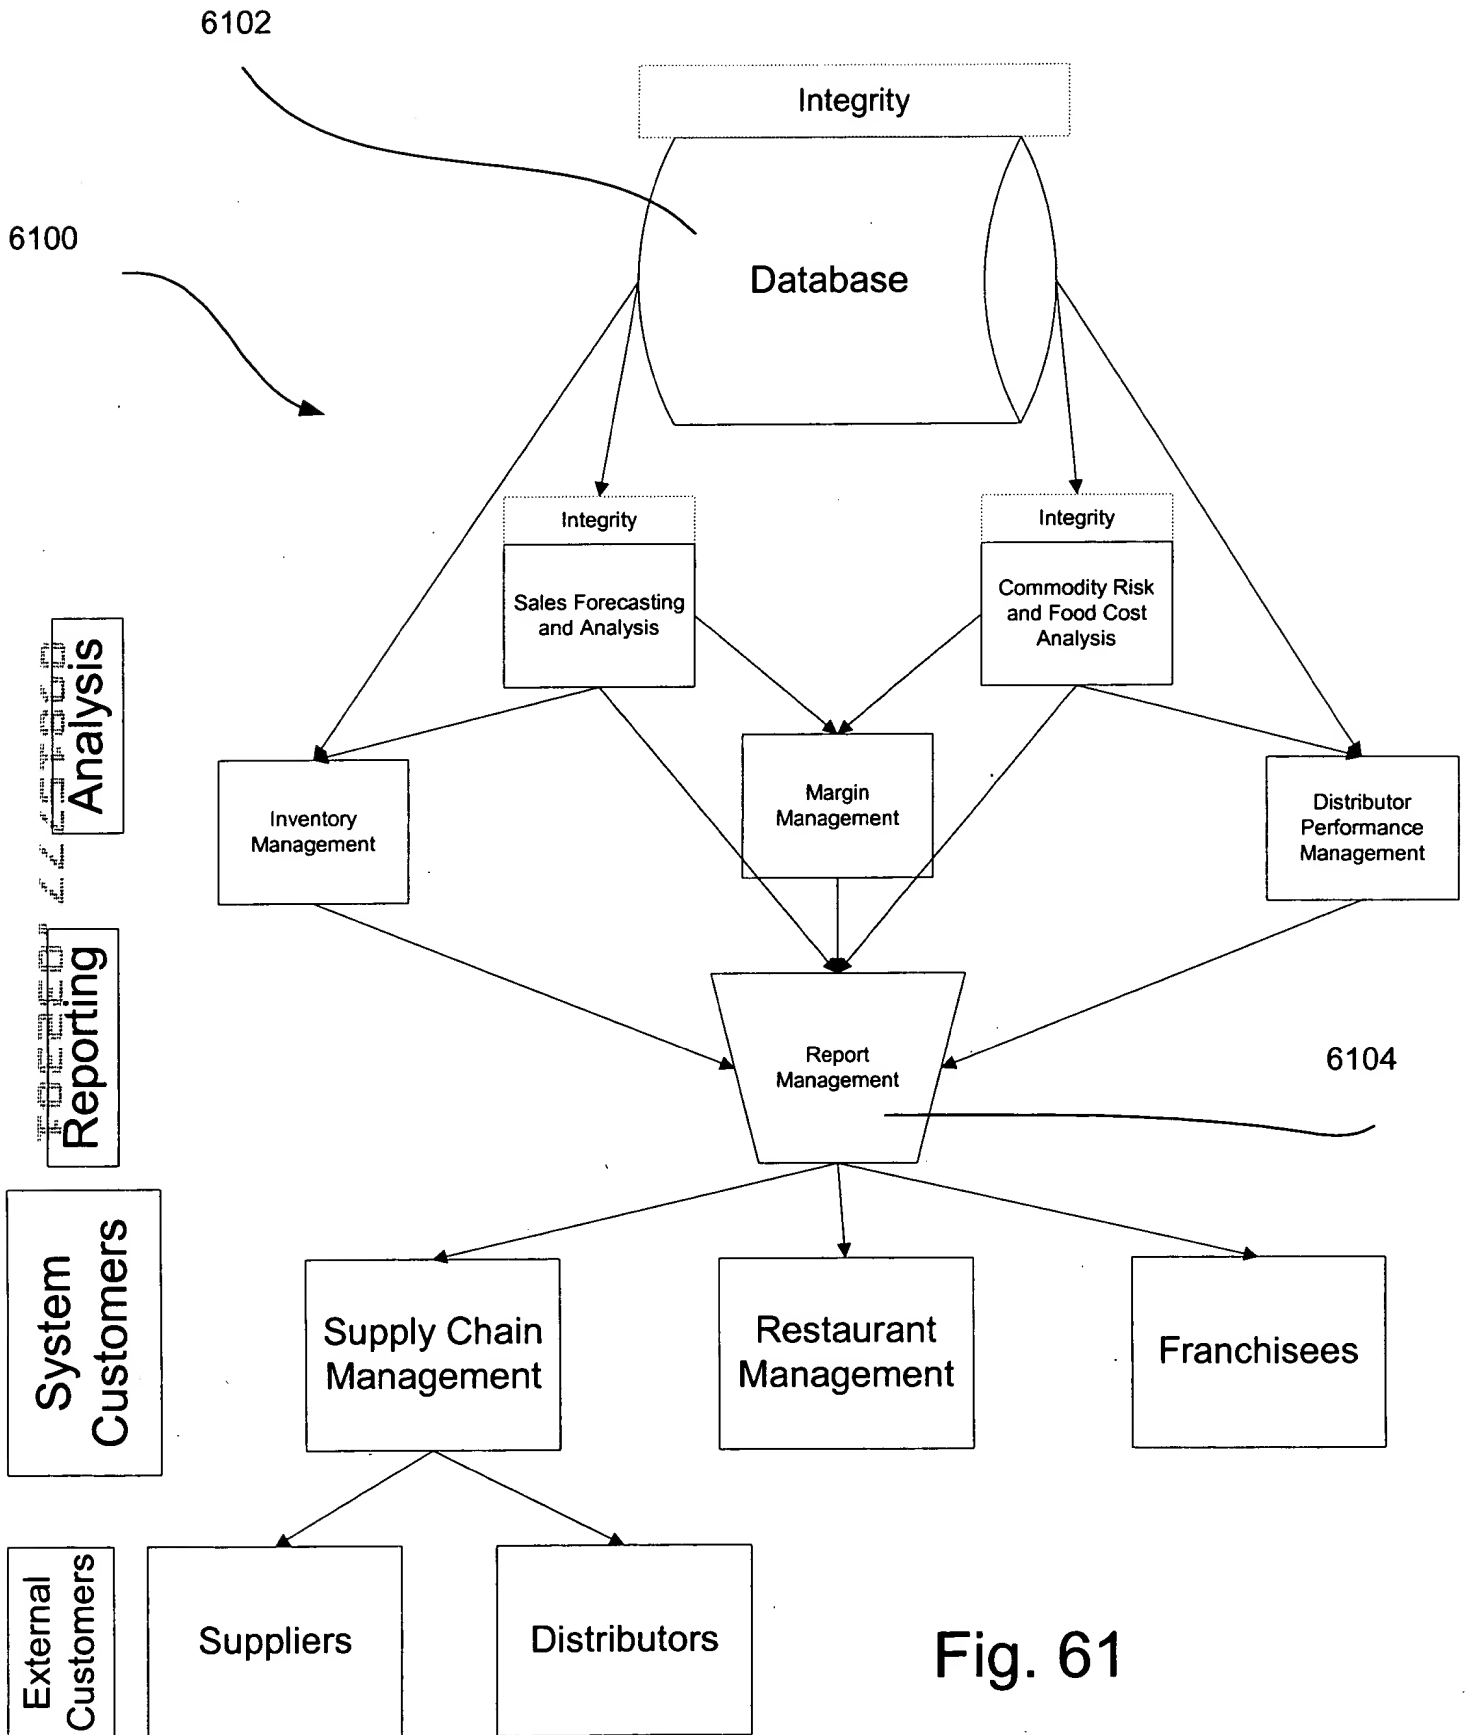 6102
Integrity
6100
Database
Integrity
Integrity
Sales Forecasting
and Analysis
Commodity Risk
and Food Cost
Analysis
Analysis
Inventory
Management
Margin
Management
Distributor
Performance
Management
Reporting
Report
Management
6104
System
Customers
Supply Chain
Management
Restaurant
Management
Franchisees
External
Customers
Suppliers
Distributors
Fig. 61